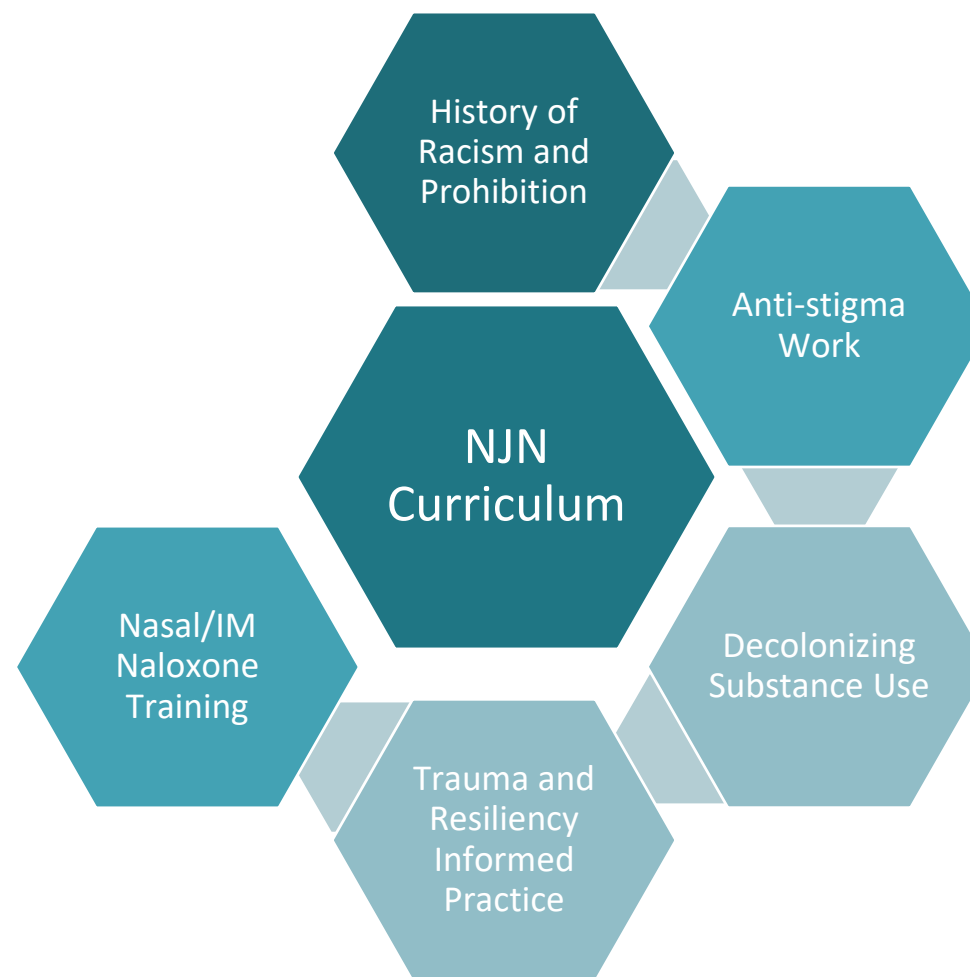 History of
Racism and
Prohibition
Anti-stigma
Work
NJN
Curriculum
Decolonizing
Substance Use
Trauma and
Resiliency
Informed
Practice
Nasal/IM
Naloxone
Training